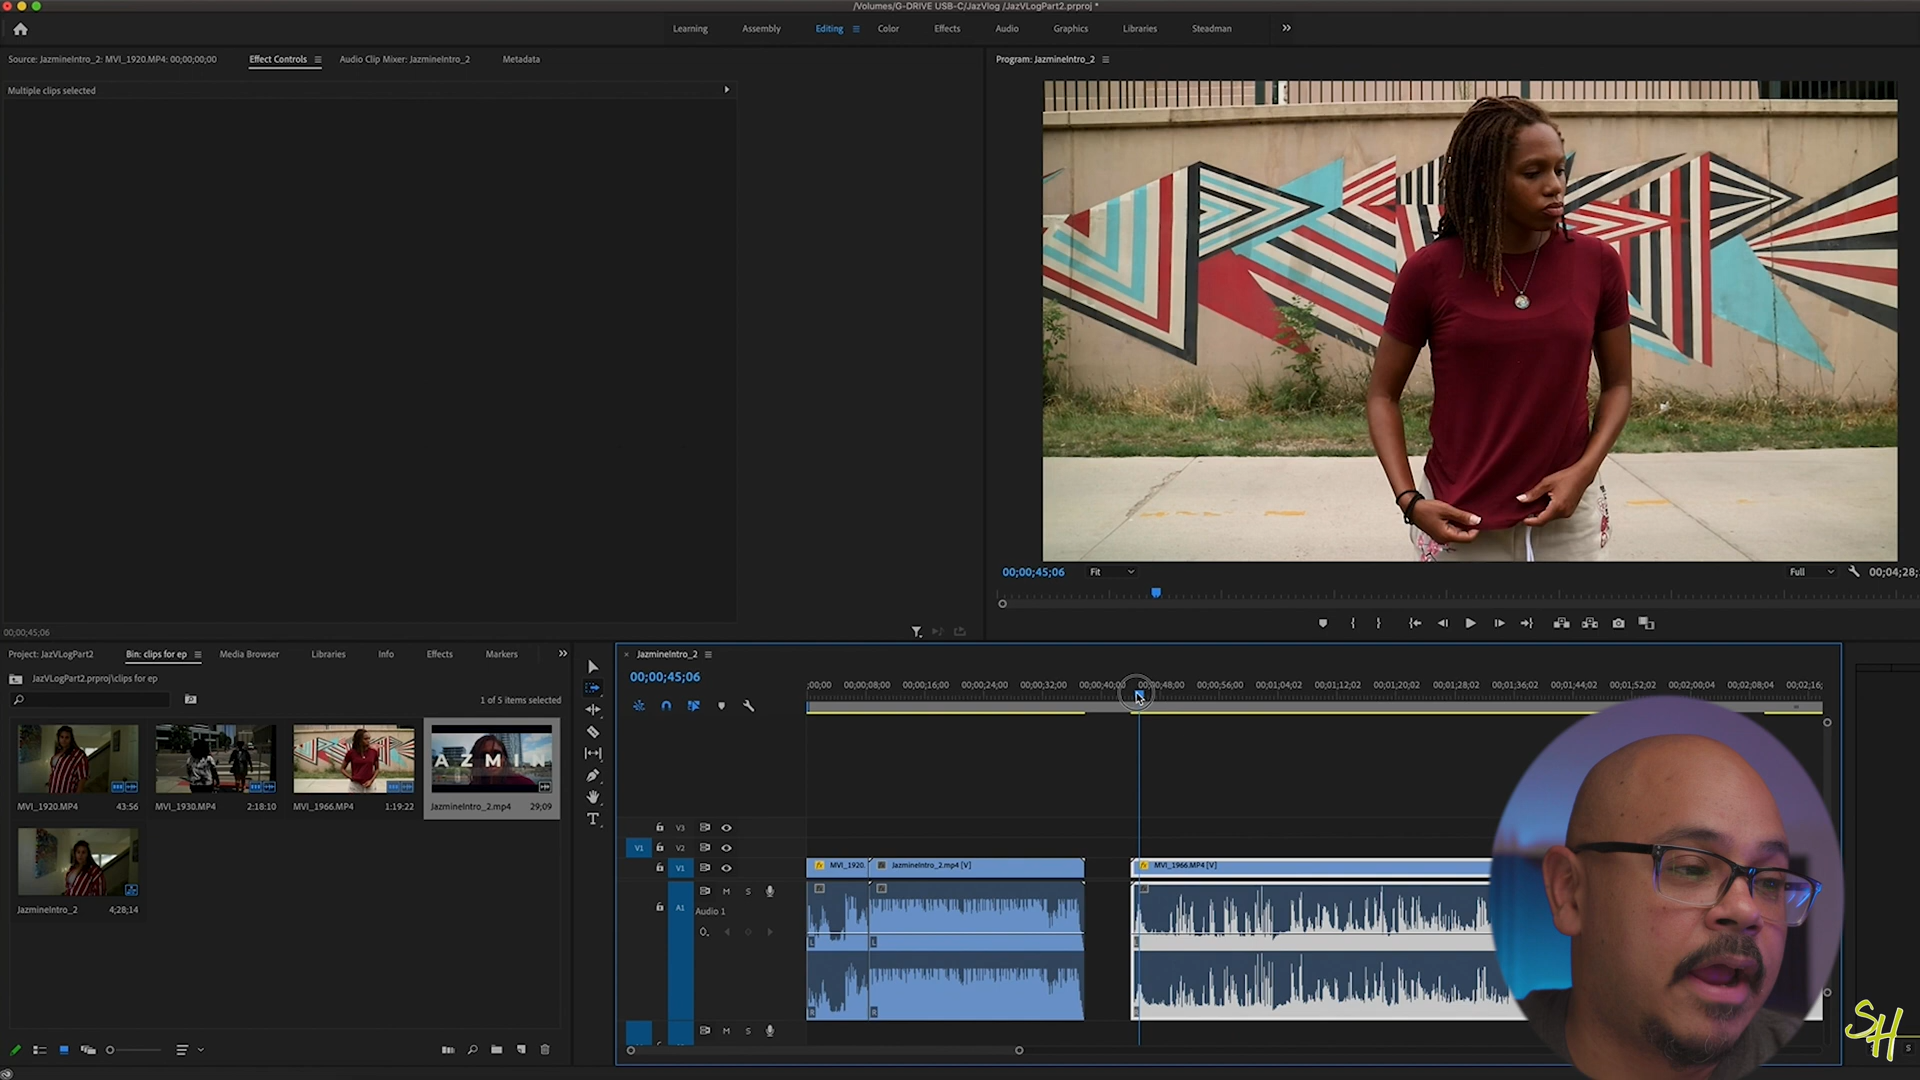 /Volumes/G-DRIVE USB-C/JazVlog /JazVLogPart2.prproj *
Learning Assembly Editing Color Effects Audio Graphics Libraries Steadman
Source: JazmineIntro_2: MVI_1920.MP4: 00;00;00;00 Effect Controls Audio Clip Mixer: JazmineIntro_2 Metadata
Program: JazmineIntro_2
Multiple clips selected
00;00;45;06 Fit Full 00;04;28;
00;00;45;06
Project: JazVLogPart2 Bin: clips for ep Media Browser Libraries Info Effects Markers
JazVLogPart2.prproj\clips for ep
1 of 5 items selected
AZMIN
MVI_1920.MP4 43:56
MVI_1930.MP4 2:18:10
MVI_1966.MP4 1:19:22
JazmineIntro_2.mp4 29;09
JazmineIntro_2 4;28;14
× JazmineIntro_2
00;00;45;06
;00;00 00;00;08;00 00;00;16;00 00;00;24;00 00;00;32;00 00;00;40;00 00;00;48;00 00;00;56;00 00;01;04;02 00;01;12;02 00;01;20;02 00;01;28;02 00;01;36;02 00;01;44;02 00;01;52;02 00;02;00;04 00;02;08;04 00;02;16;
V3
V1 V2
V1 MVI_1920. JazmineIntro_2.mp4 [V] MVI_1966.MP4 [V]
M S
A1 Audio 1
L L
R R
M S
SH